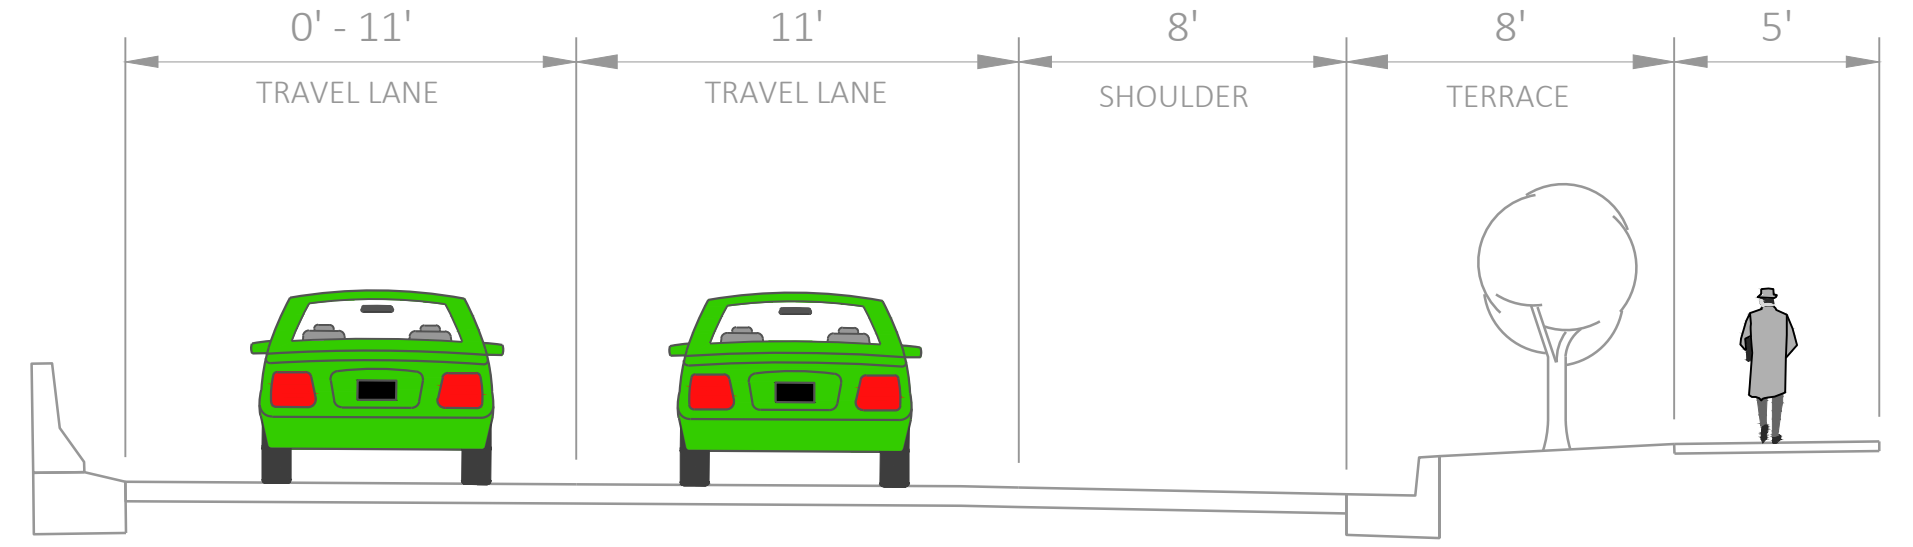 0' - 11'
11'
8'
8'
5'
TRAVEL LANE
TRAVEL LANE
SHOULDER
TERRACE